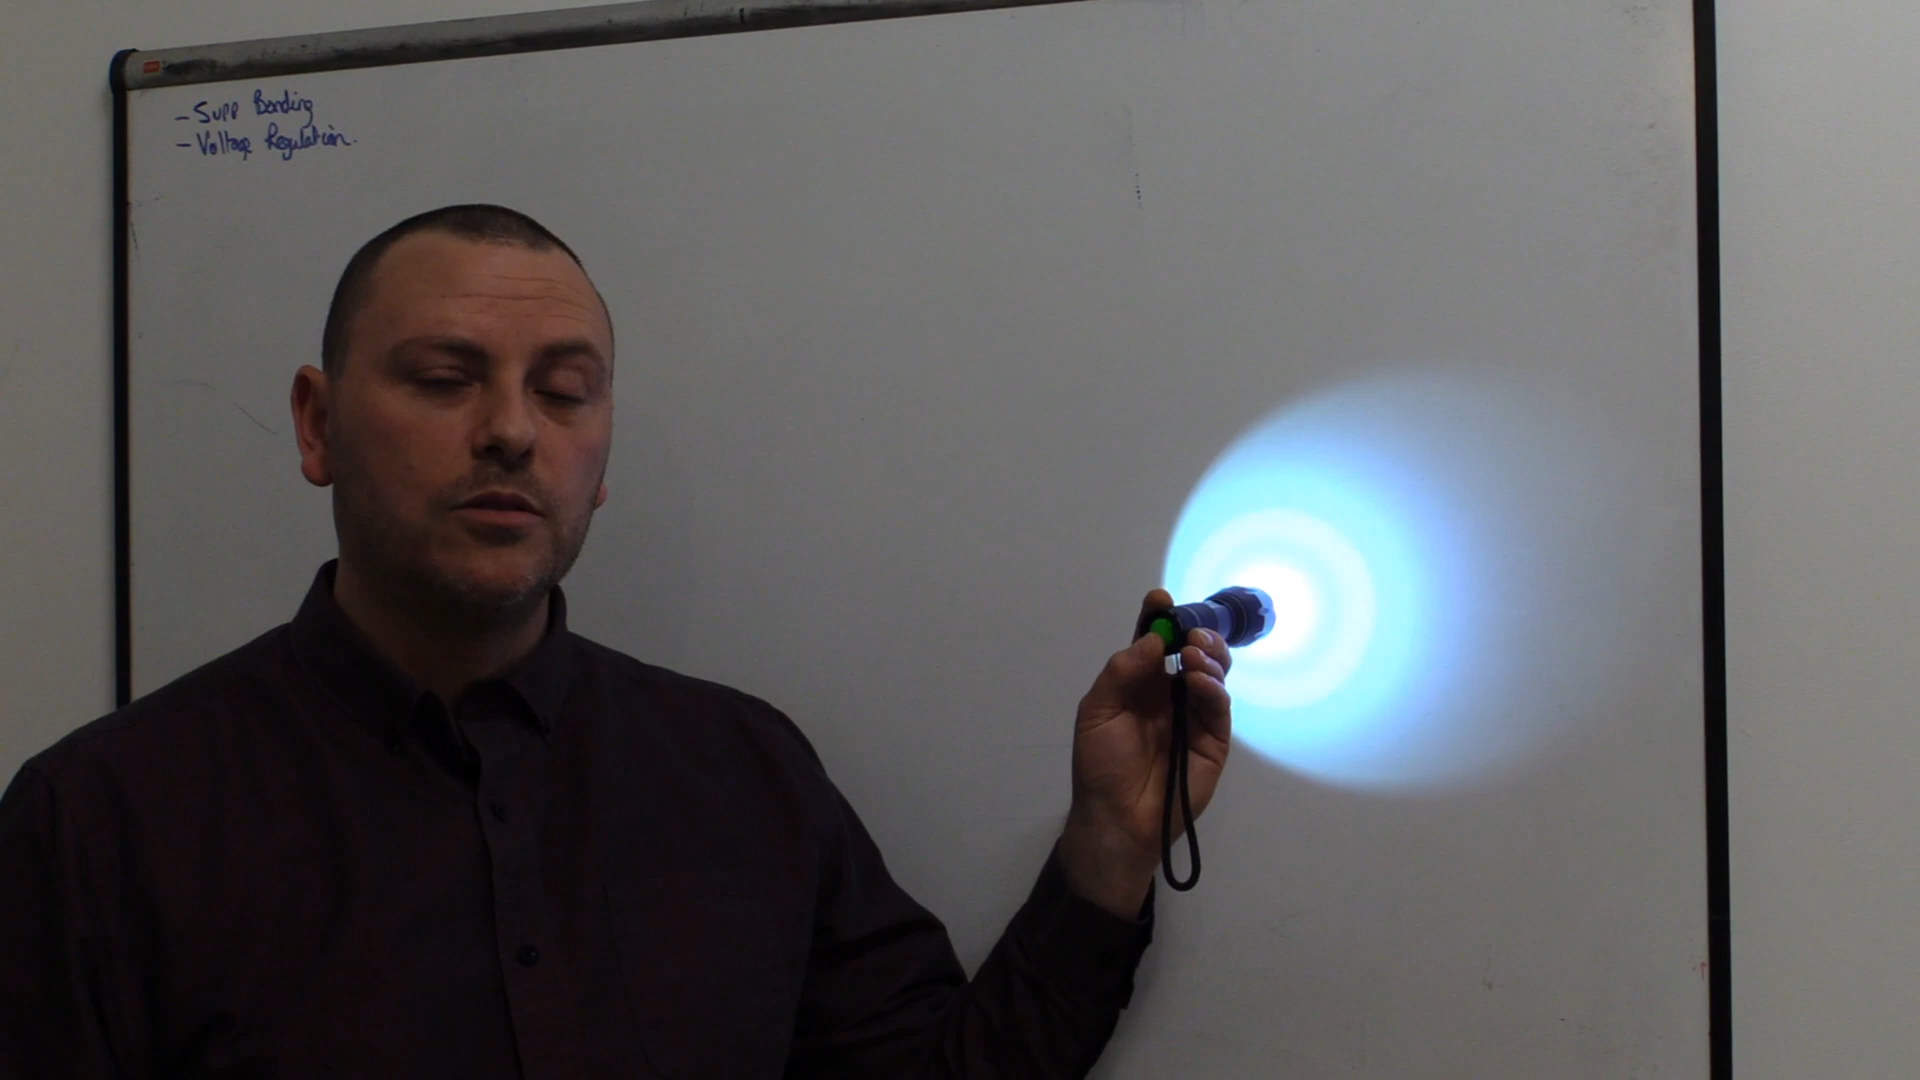 - Supp Bonding
- Voltage Regulation.